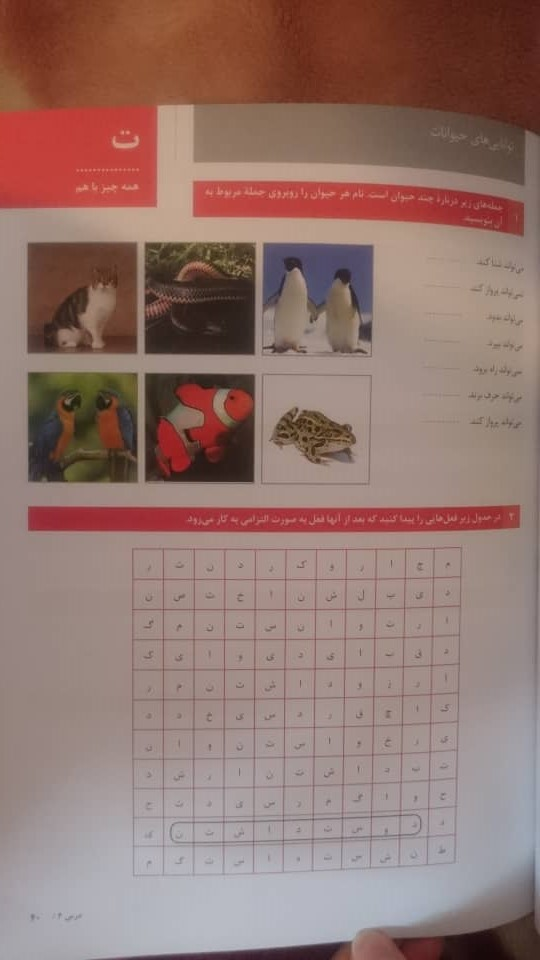 توانایی‌های حیوانات
ت
همه چیز با هم
۱ جمله‌های زیر دربارهٔ چند حیوان است. نام هر حیوان را روبروی جملهٔ مربوط به
آن بنویسید.
می‌تواند شنا کند.
نمی‌تواند پرواز کند.
می‌تواند بدود.
می‌تواند بپرد.
نمی‌تواند راه برود.
می‌تواند حرف بزند.
می‌تواند پرواز کند.
۲ در جدول زیر فعل‌هایی را پیدا کنید که بعد از آنها فعل به صورت التزامی به کار می‌رود.
م چ ا ر و ک ر د ن ت ر
د ی ب ل ش ن ا خ ت ص ن
ا ر ت و ا ن س ت ن م گ
د ق ب ا ی د ی و ا ی ک
ا ر ز و د ا ش ت ن م ر
ک ا چ ق ر د س ی خ د د
ی ر خ و ا س ت ن و ا ن
ت ب د ا ش ت ن ا ر ش د
ح و ا گ م ر س ی د ت خ
د د و س ت د ا ش ت ن ی
ط ن ش س ت ه ا س ت گ م
درس ۶
۴۰